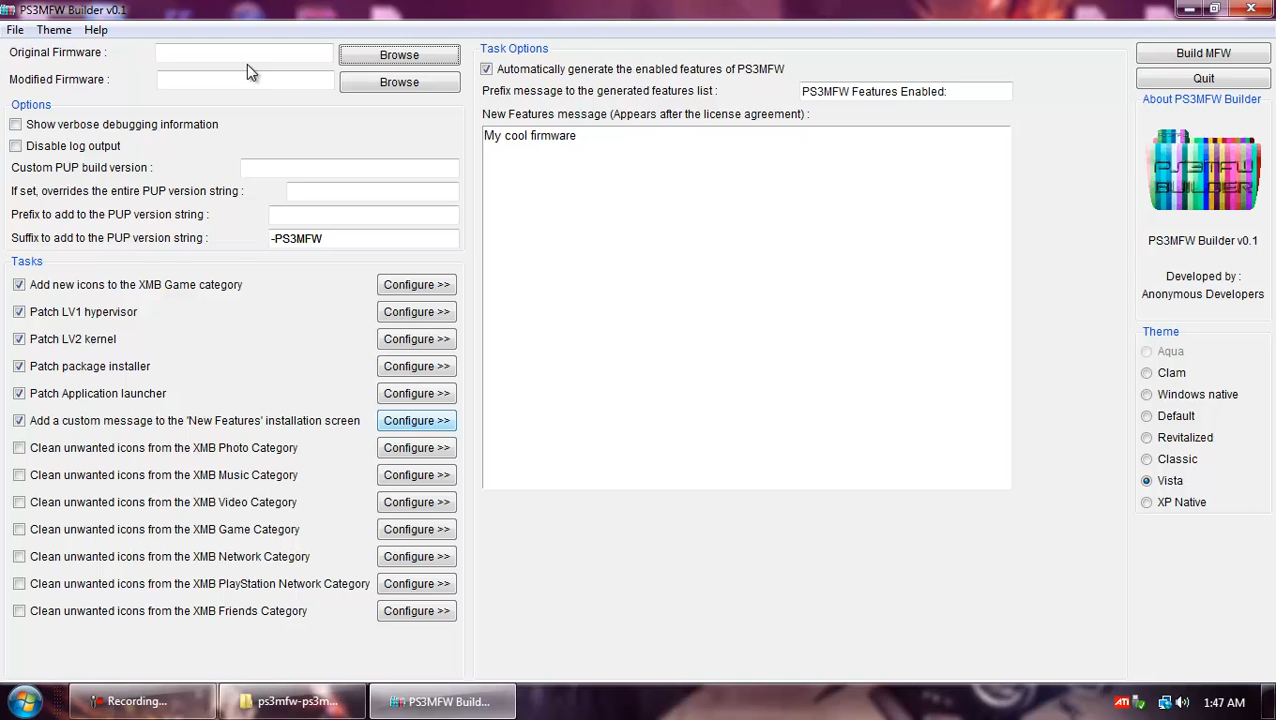 PS3MFW Builder v0.1
File Theme Help
Original Firmware :
Browse
Modified Firmware :
Browse
Options
Show verbose debugging information
Disable log output
Custom PUP build version :
If set, overrides the entire PUP version string :
Prefix to add to the PUP version string :
Suffix to add to the PUP version string :
-PS3MFW
Tasks
Add new icons to the XMB Game category
Configure >>
Patch LV1 hypervisor
Configure >>
Patch LV2 kernel
Configure >>
Patch package installer
Configure >>
Patch Application launcher
Configure >>
Add a custom message to the 'New Features' installation screen
Configure >>
Clean unwanted icons from the XMB Photo Category
Configure >>
Clean unwanted icons from the XMB Music Category
Configure >>
Clean unwanted icons from the XMB Video Category
Configure >>
Clean unwanted icons from the XMB Game Category
Configure >>
Clean unwanted icons from the XMB Network Category
Configure >>
Clean unwanted icons from the XMB PlayStation Network Category
Configure >>
Clean unwanted icons from the XMB Friends Category
Configure >>
Task Options
Automatically generate the enabled features of PS3MFW
Prefix message to the generated features list :
PS3MFW Features Enabled:
New Features message (Appears after the license agreement) :
My cool firmware
Build MFW
Quit
About PS3MFW Builder
PS3MFW
BUILDER
PS3MFW Builder v0.1
Developed by :
Anonymous Developers
Theme
Aqua
Clam
Windows native
Default
Revitalized
Classic
Vista
XP Native
Recording...
ps3mfw-ps3m...
PS3MFW Build...
ATI
1:47 AM